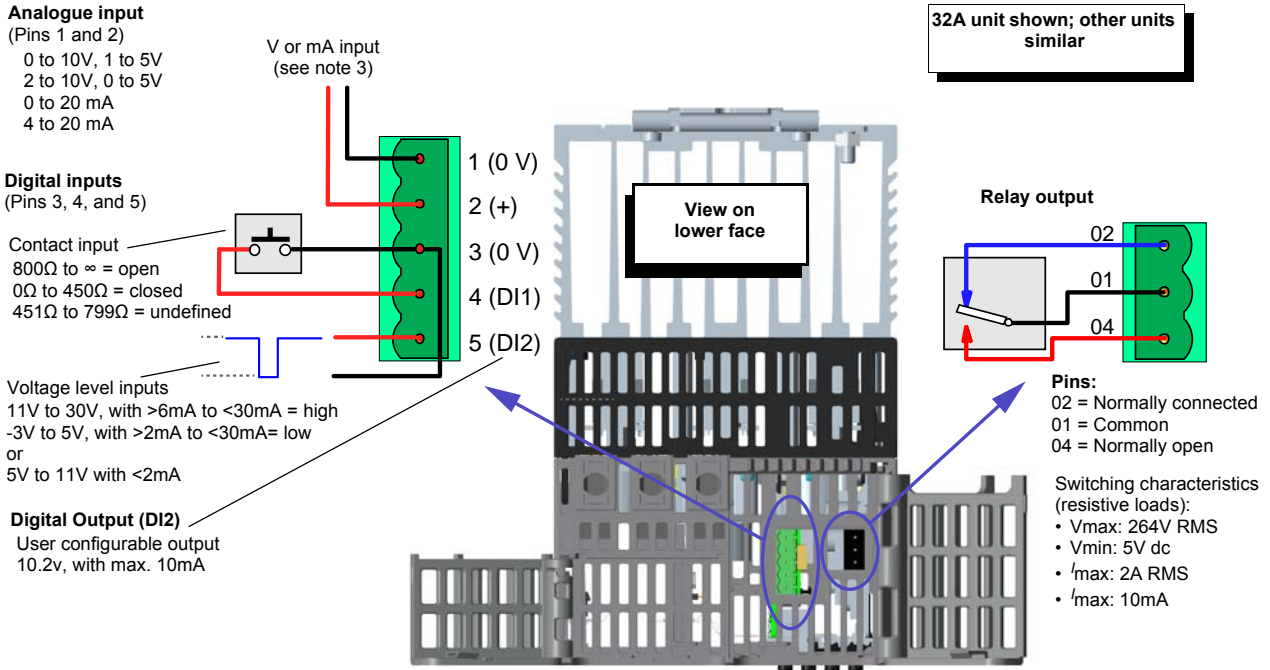 Analogue input
(Pins 1 and 2)
0 to 10V, 1 to 5V
2 to 10V, 0 to 5V
0 to 20 mA
4 to 20 mA
V or mA input
(see note 3)
32A unit shown; other units
similar
1 (0 V)
2 (+)
3 (0 V)
4 (DI1)
5 (DI2)
Digital inputs
(Pins 3, 4, and 5)
Contact input
800Ω to ∞ = open
0Ω to 450Ω = closed
451Ω to 799Ω = undefined
Voltage level inputs
11V to 30V, with >6mA to <30mA = high
-3V to 5V, with >2mA to <30mA= low
or
5V to 11V with <2mA
Digital Output (DI2)
User configurable output
10.2v, with max. 10mA
View on
lower face
Relay output
02
01
04
Pins:
02 = Normally connected
01 = Common
04 = Normally open
Switching characteristics
(resistive loads):
• Vmax: 264V RMS
• Vmin: 5V dc
• Imax: 2A RMS
• Imax: 10mA